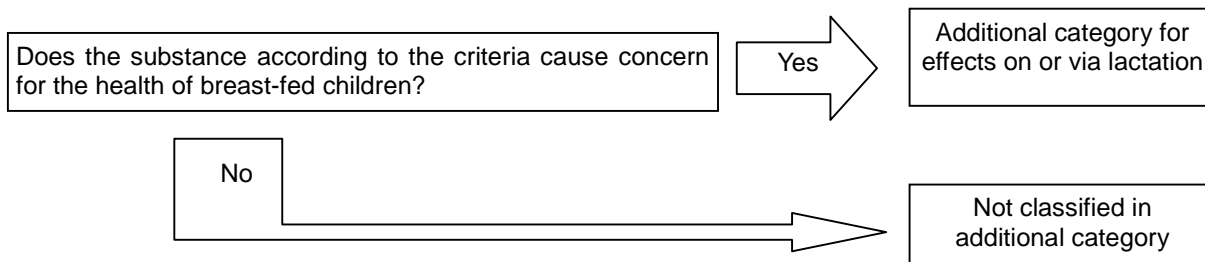 Does the substance according to the criteria cause concern
for the health of breast-fed children?
Yes
Additional category for
effects on or via lactation
No
Not classified in
additional category